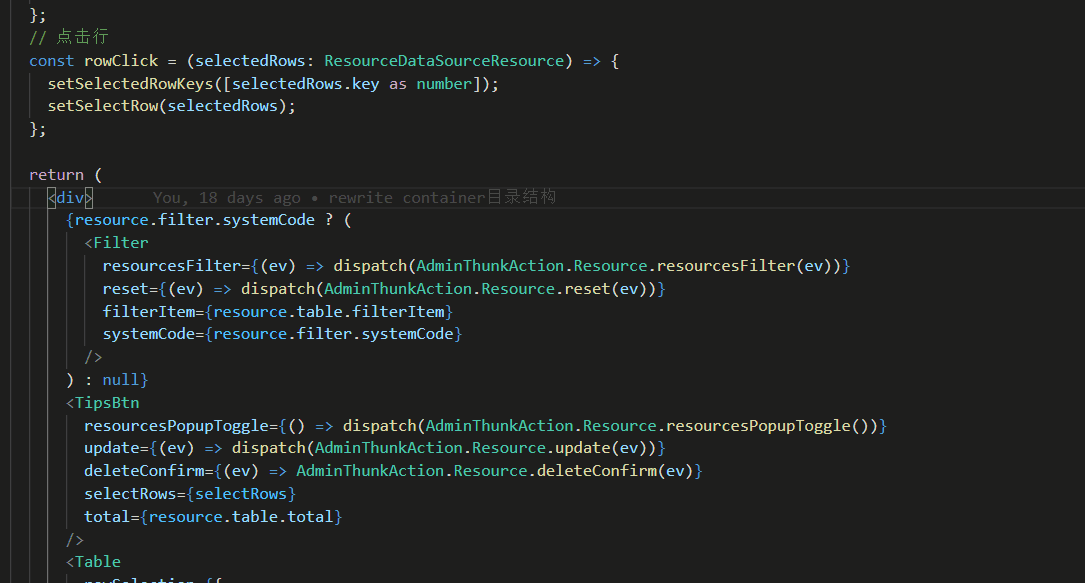 };
// 点击行
const rowClick = (selectedRows: ResourceDataSourceResource) => {
setSelectedRowKeys([selectedRows.key as number]);
setSelectRow(selectedRows);
};
return (
<div> You, 18 days ago • rewrite container目录结构
{resource.filter.systemCode ? (
<Filter
resourcesFilter={(ev) => dispatch(AdminThunkAction.Resource.resourcesFilter(ev))}
reset={(ev) => dispatch(AdminThunkAction.Resource.reset(ev))}
filterItem={resource.table.filterItem}
systemCode={resource.filter.systemCode}
/>
) : null}
<TipsBtn
resourcesPopupToggle={() => dispatch(AdminThunkAction.Resource.resourcesPopupToggle())}
update={(ev) => dispatch(AdminThunkAction.Resource.update(ev))}
deleteConfirm={(ev) => AdminThunkAction.Resource.deleteConfirm(ev)}
selectRows={selectRows}
total={resource.table.total}
/>
<Table